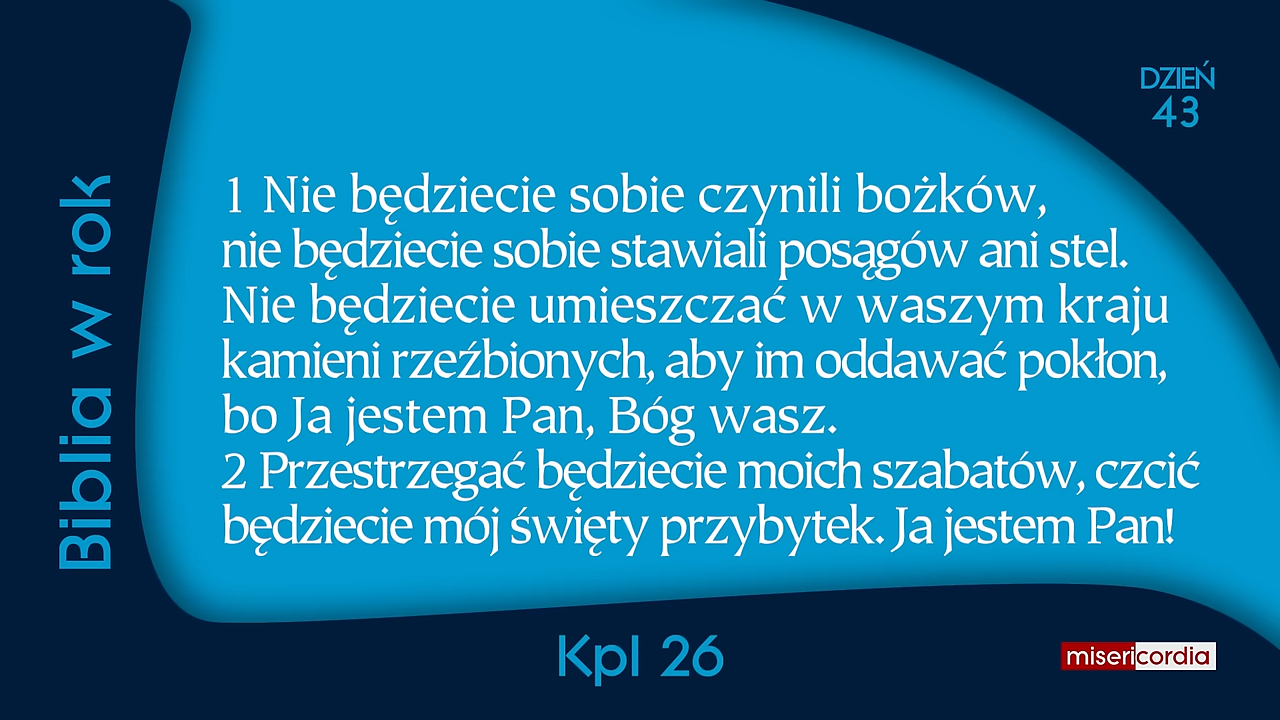 DZIEŃ
43
Biblia w rok
1 Nie będziecie sobie czynili bożków,
nie będziecie sobie stawiali posągów ani stel.
Nie będziecie umieszczać w waszym kraju
kamieni rzeźbionych, aby im oddawać pokłon,
bo Ja jestem Pan, Bóg wasz.
2 Przestrzegać będziecie moich szabatów, czcić
będziecie mój święty przybytek. Ja jestem Pan!
Kpl 26
misericordia